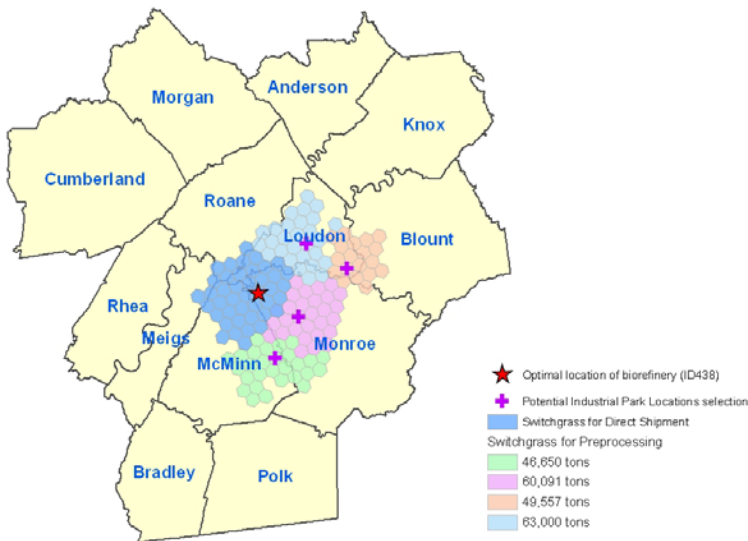 Morgan
Anderson
Knox
Cumberland
Roane
Loudon
Blount
Rhea
Meigs
Monroe
McMinn
Bradley
Polk
Optimal location of biorefinery (ID438)
Potential Industrial Park Locations selection
Switchgrass for Direct Shipment
Switchgrass for Preprocessing
46,650 tons
60,091 tons
49,557 tons
63,000 tons